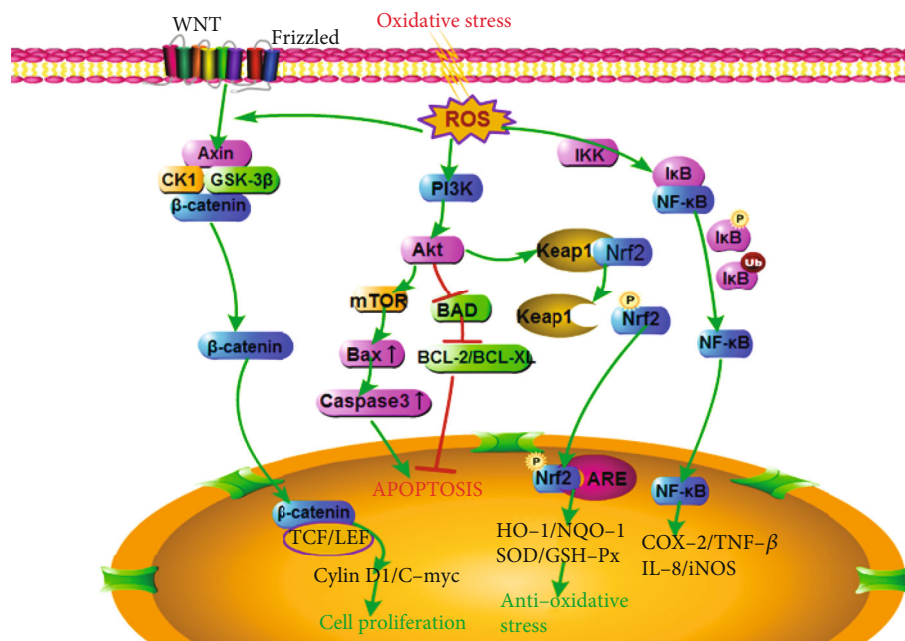 Oxidative stress
WNT
Frizzled
ROS
Axin
CK1
GSK-3β
β-catenin
IKK
IκB
NF-κB
P
IκB
Ub
IκB
PI3K
Akt
Keap1
Nrf2
mTOR
BAD
Keap1
P
Nrf2
β-catenin
Bax ↑
BCL-2/BCL-XL
NF-κB
Caspase3 ↑
APOPTOSIS
P
Nrf2
ARE
NF-κB
β-catenin
TCF/LEF
HO-1/NQO-1
SOD/GSH-Px
COX-2/TNF-β
IL-8/iNOS
Cylin D1/C-myc
Cell proliferation
Anti-oxidative
stress